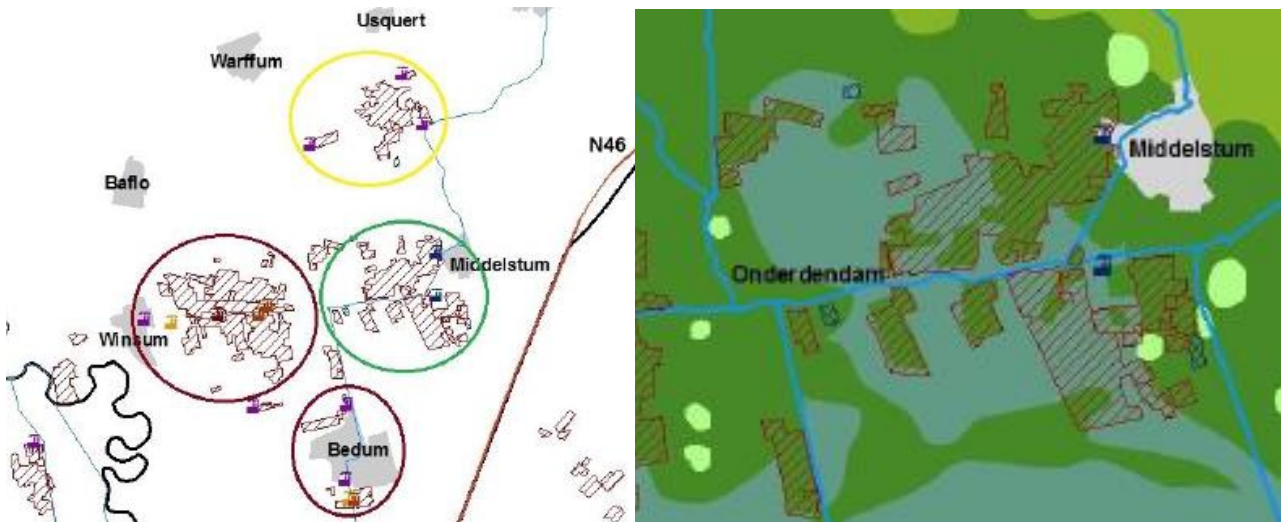 Usquert
Warffum
N46
Baflo
Middelstum
Winsum
Bedum
Middelstum
Onderdendam